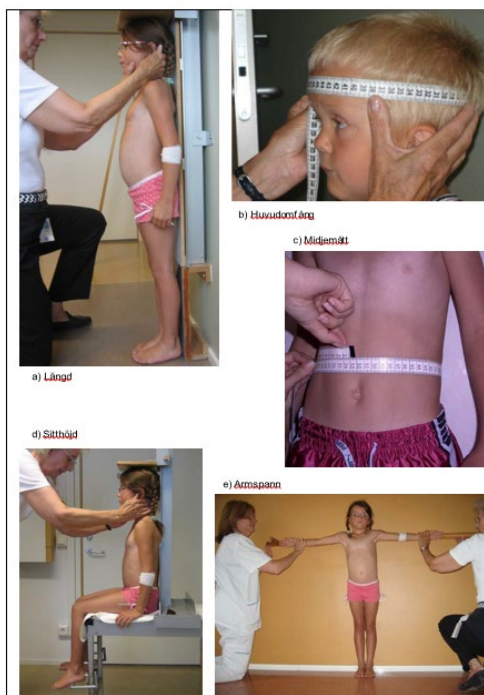 b) Huvudomfång
c) Midjemått
a) Längd
d) Sitthöjd
e) Armspann